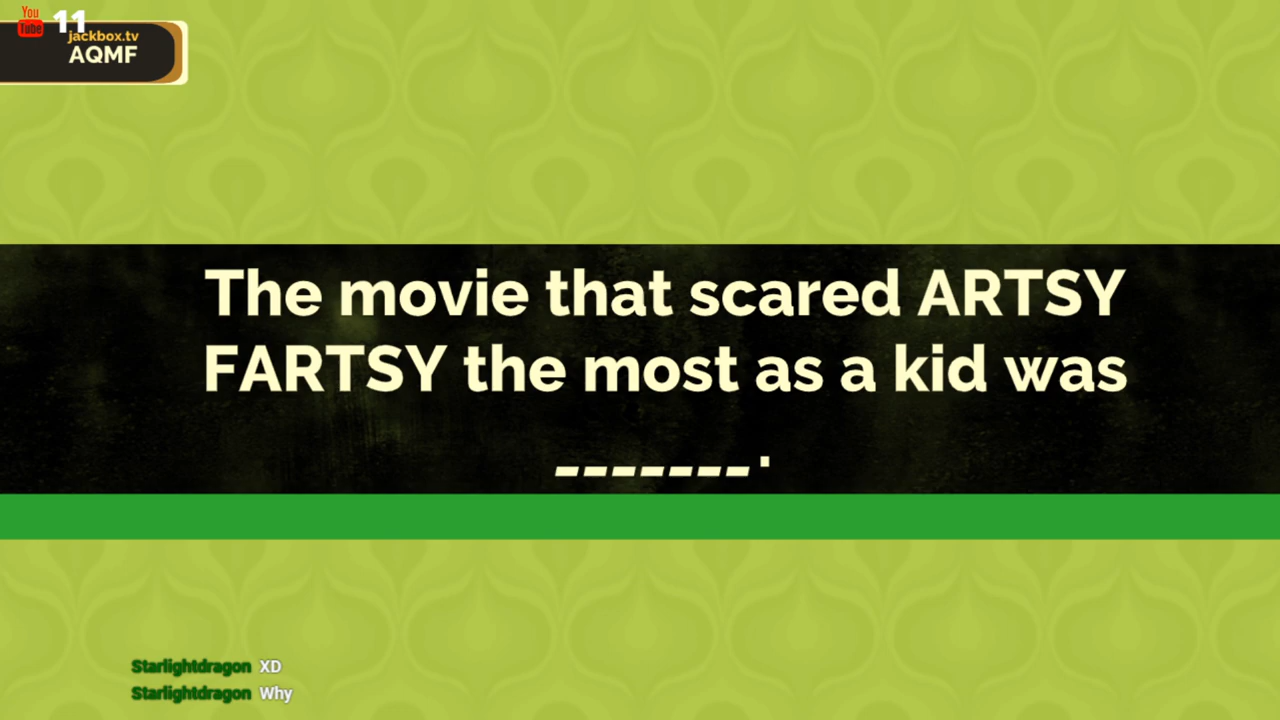 You
Tube 11
jackbox.tv
AQMF
The movie that scared ARTSY
FARTSY the most as a kid was
_______.
Starlightdragon XD
Starlightdragon Why